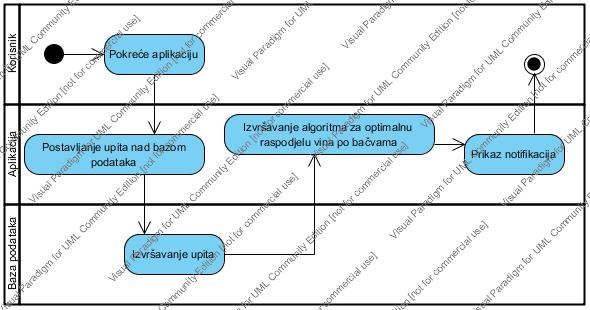 Korisnik
Pokreće aplikaciju
Aplikacija
Postavljanje upita nad bazom
podataka
Izvršavanje algoritma za optimalnu
raspodjelu vina po bačvama
Prikaz notifikacija
Baza podataka
Izvršavanje upita
Visual Paradigm for UML Community Edition [not for commercial use]